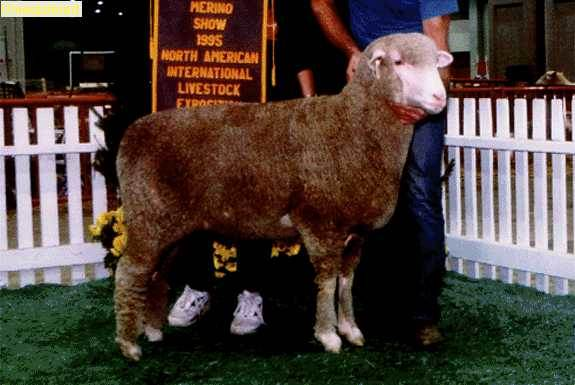 MERINO
SHOW
1995
NORTH AMERICAN
INTERNATIONAL
LIVESTOCK
EXPOSITION